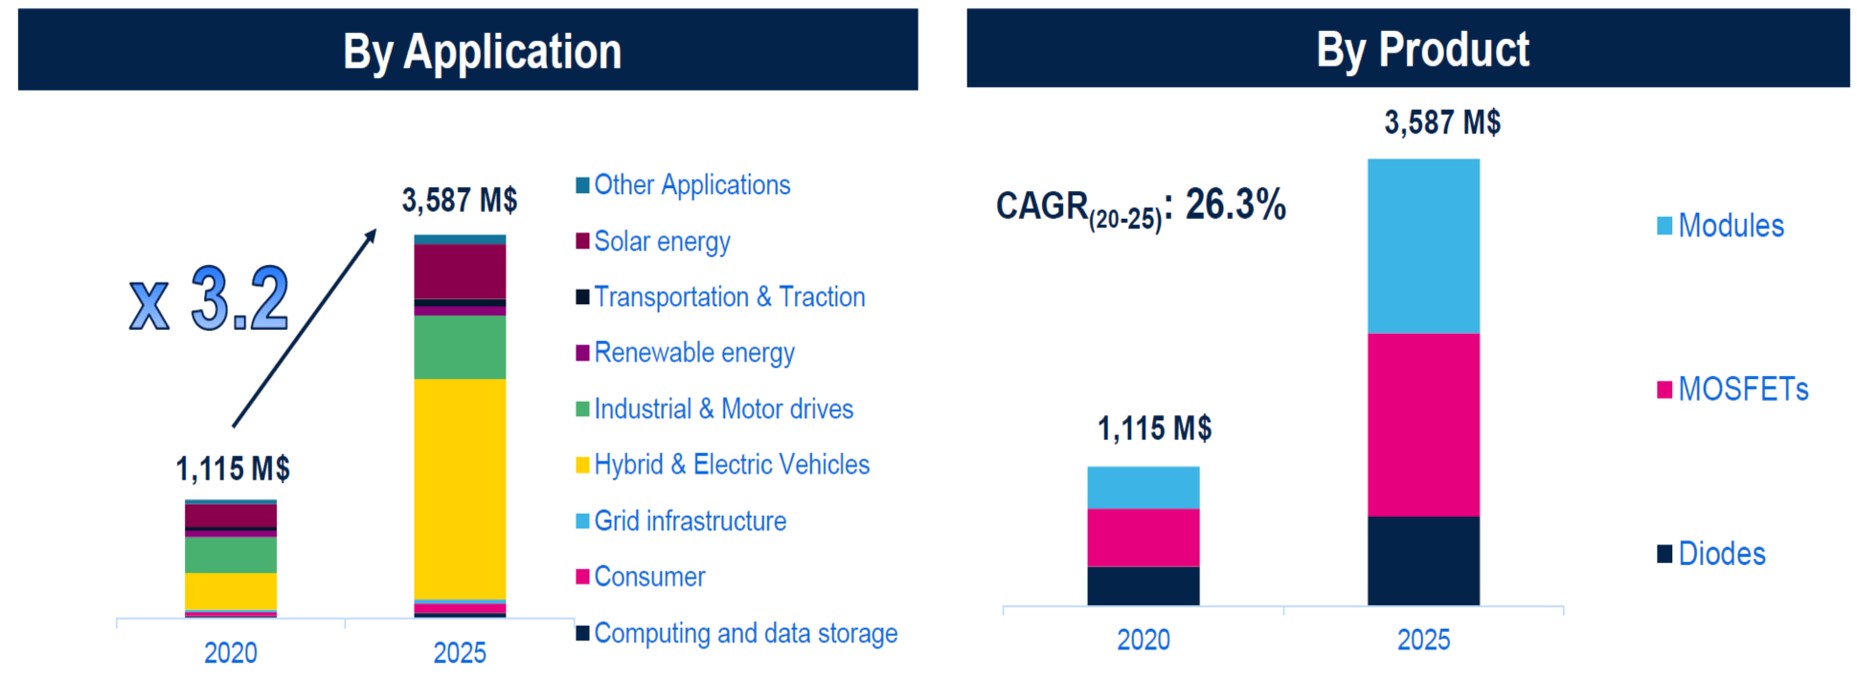 By Application
3,587 M$
x 3.2
1,115 M$
2020
2025
Other Applications
Solar energy
Transportation & Traction
Renewable energy
Industrial & Motor drives
Hybrid & Electric Vehicles
Grid infrastructure
Consumer
Computing and data storage
By Product
3,587 M$
CAGR(20-25): 26.3%
1,115 M$
2020
2025
Modules
MOSFETs
Diodes